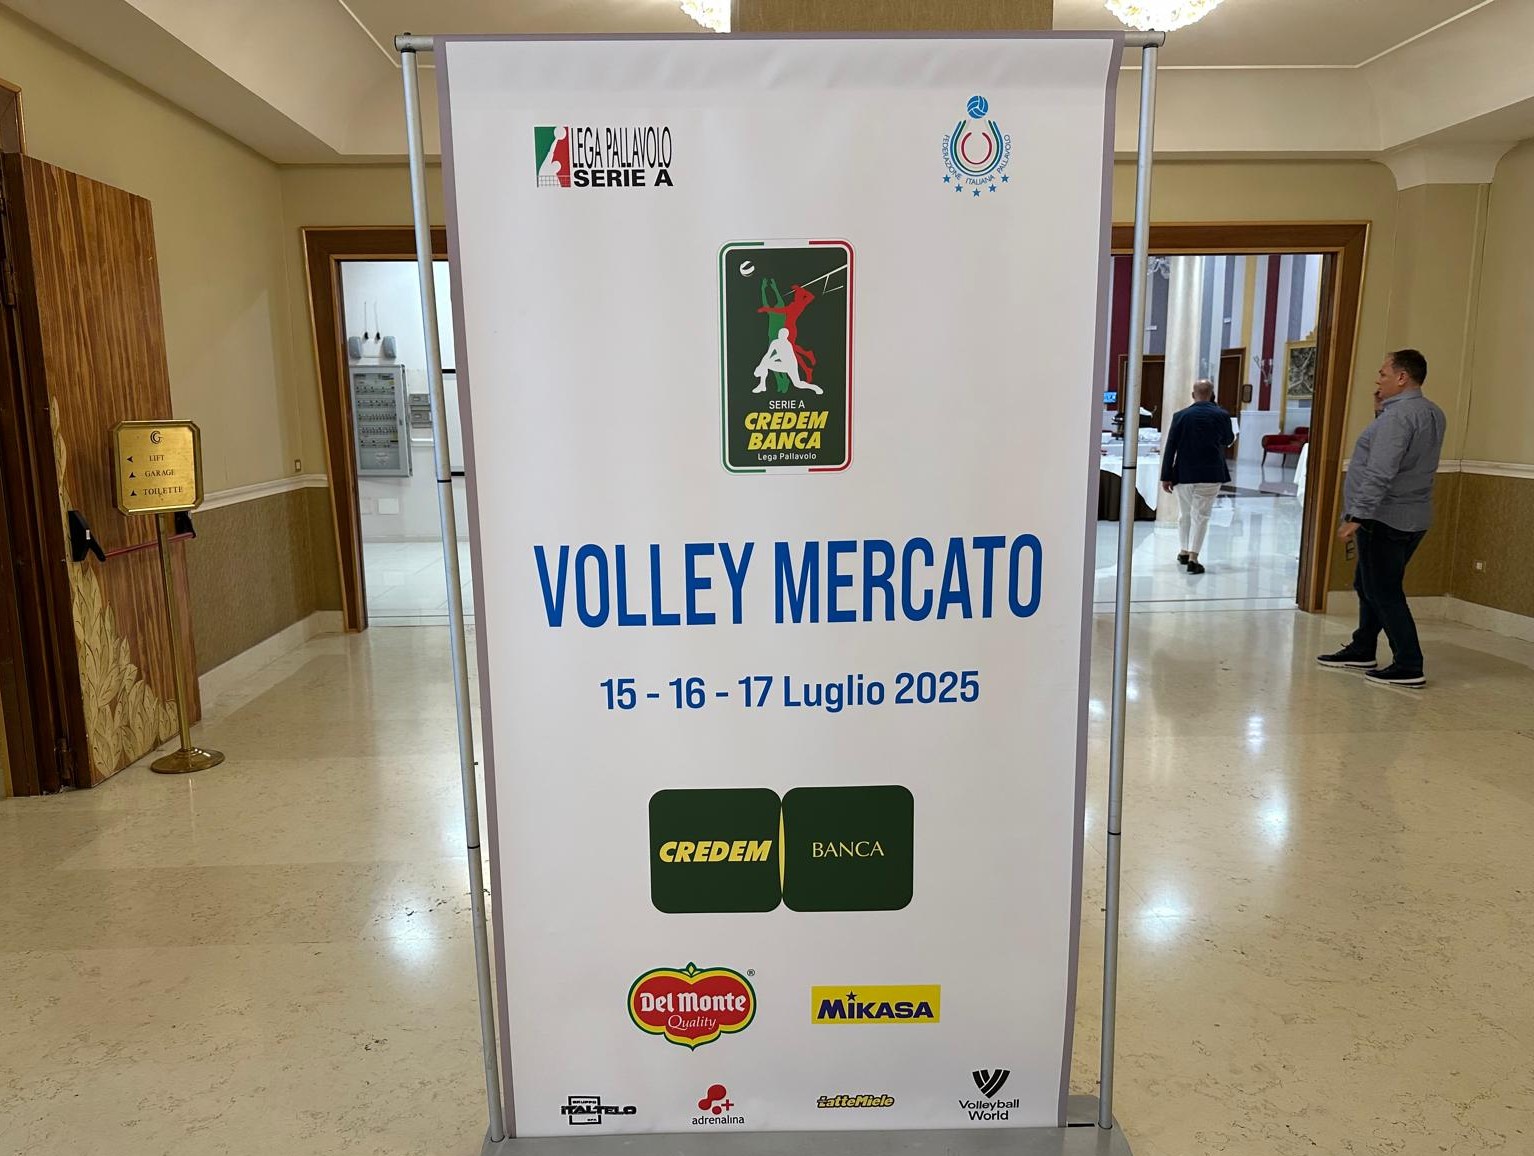 LEGA PALLAVOLO
SERIE A
FEDERAZIONE ITALIANA PALLAVOLO
SERIE A
CREDEM
BANCA
Lega Pallavolo
VOLLEY MERCATO
15 - 16 - 17 Luglio 2025
CREDEM BANCA
Del Monte ®
Quality
MIKASA
GRUPPO
ITALTELO
adrenalina
LatteMiele
Volleyball
World
LIFT
GARAGE
TOILETTE